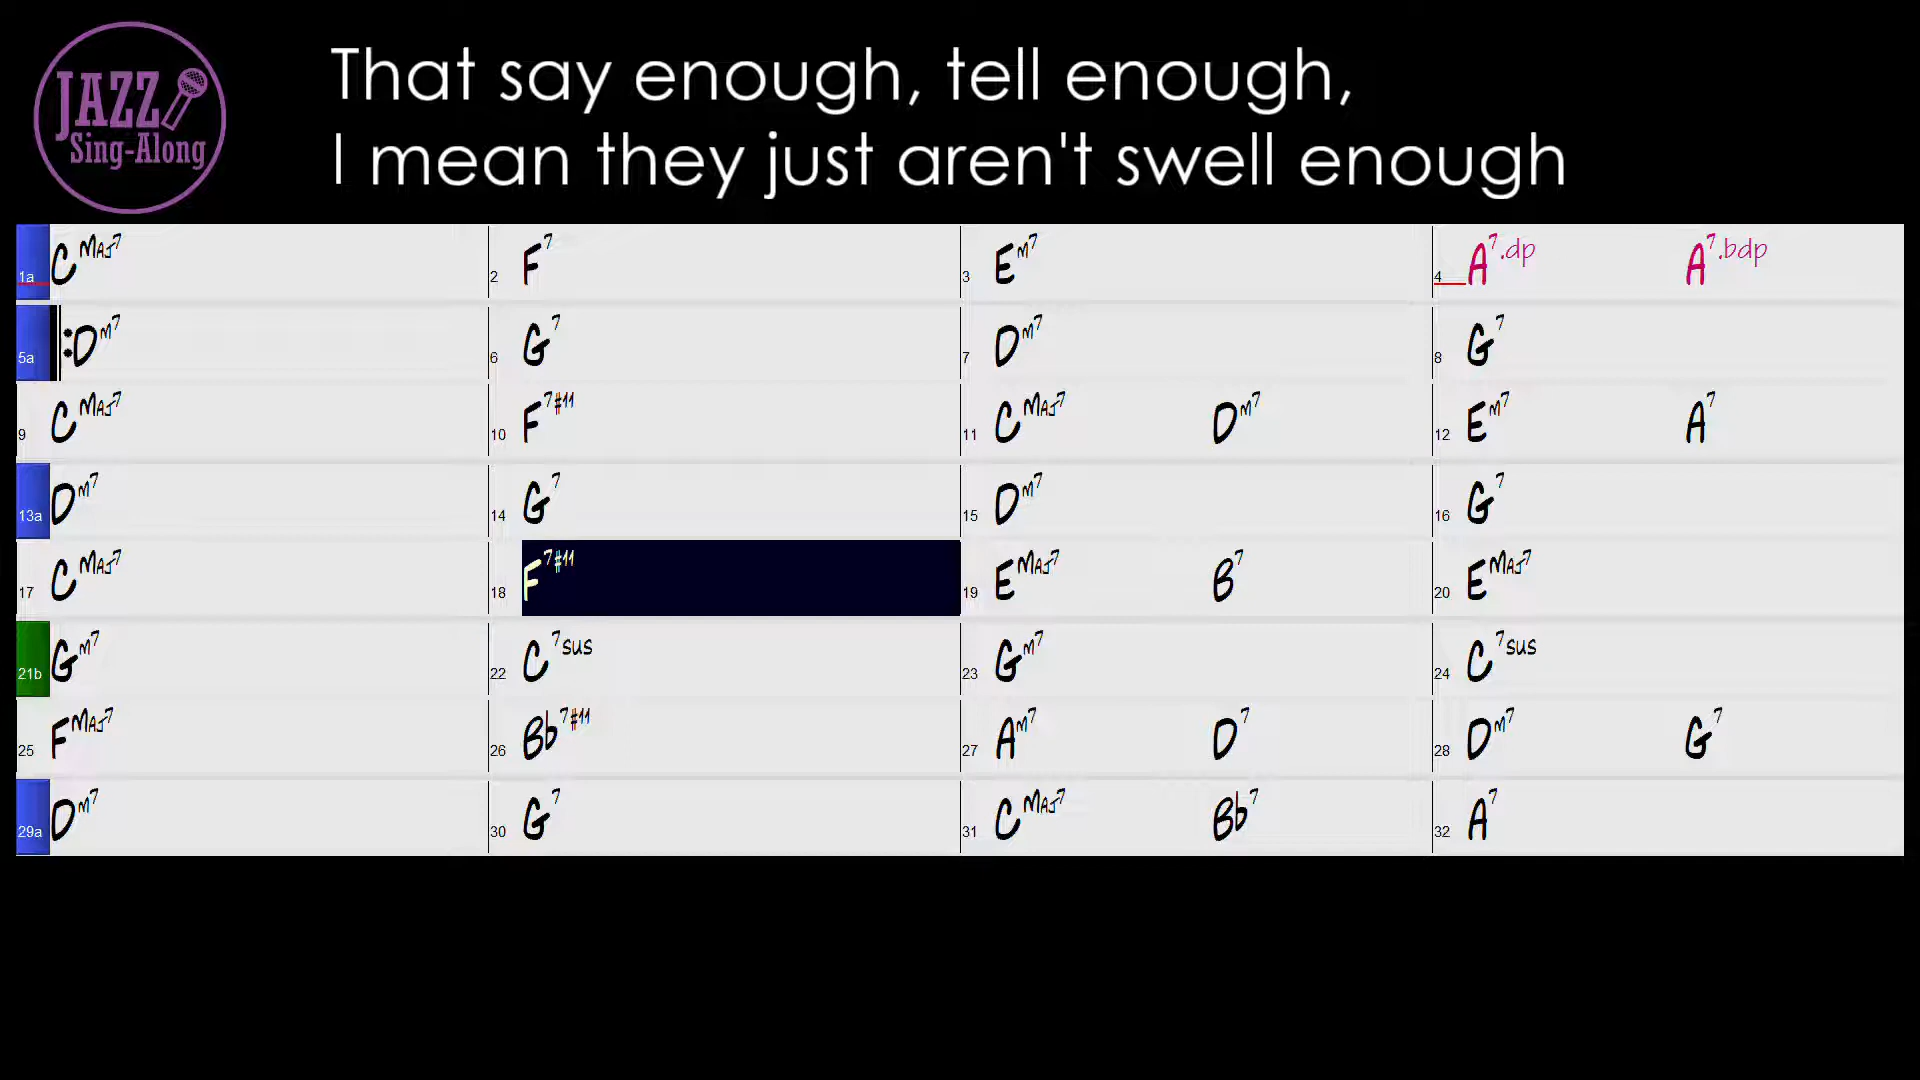 JAZZ
Sing-Along
That say enough, tell enough,
I mean they just aren't swell enough
1a CMAJ7 2 F7 3 Em7 4 A7.dp A7.bdp
5a Dm7 6 G7 7 Dm7 8 G7
9 CMAJ7 10 F7#11 11 CMAJ7 Dm7 12 Em7 A7
13a Dm7 14 G7 15 Dm7 16 G7
17 CMAJ7 18 F7#11 19 EMAJ7 B7 20 EMAJ7
21b Gm7 22 C7sus 23 Gm7 24 C7sus
25 FMAJ7 26 Bb7#11 27 Am7 D7 28 Dm7 G7
29a Dm7 30 G7 31 CMAJ7 Bb7 32 A7